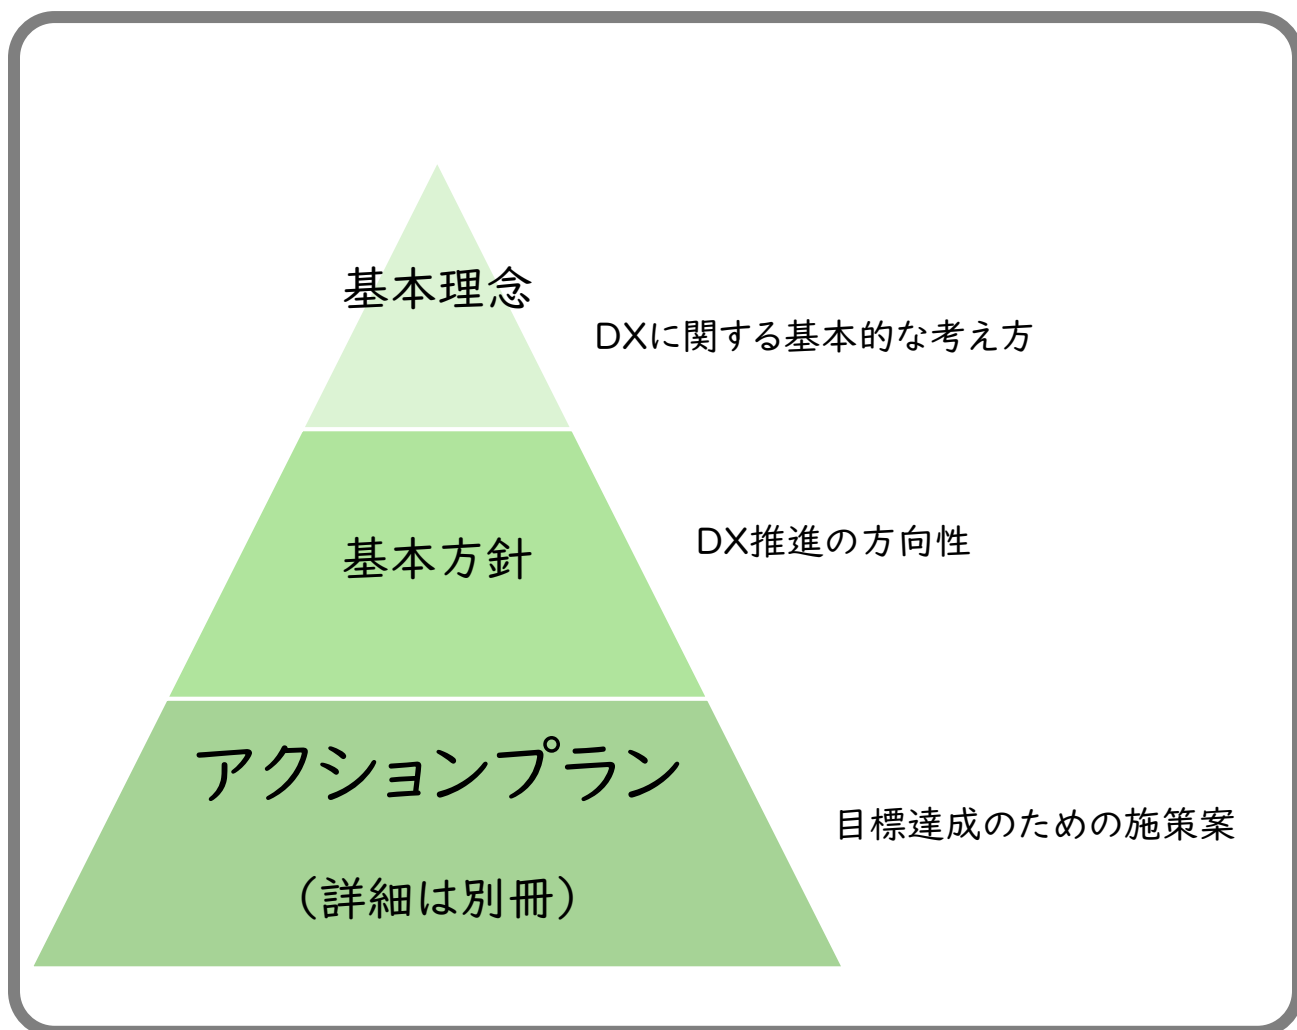 基本理念
DXに関する基本的な考え方
基本方針
DX推進の方向性
アクションプラン
目標達成のための施策案
（詳細は別冊）